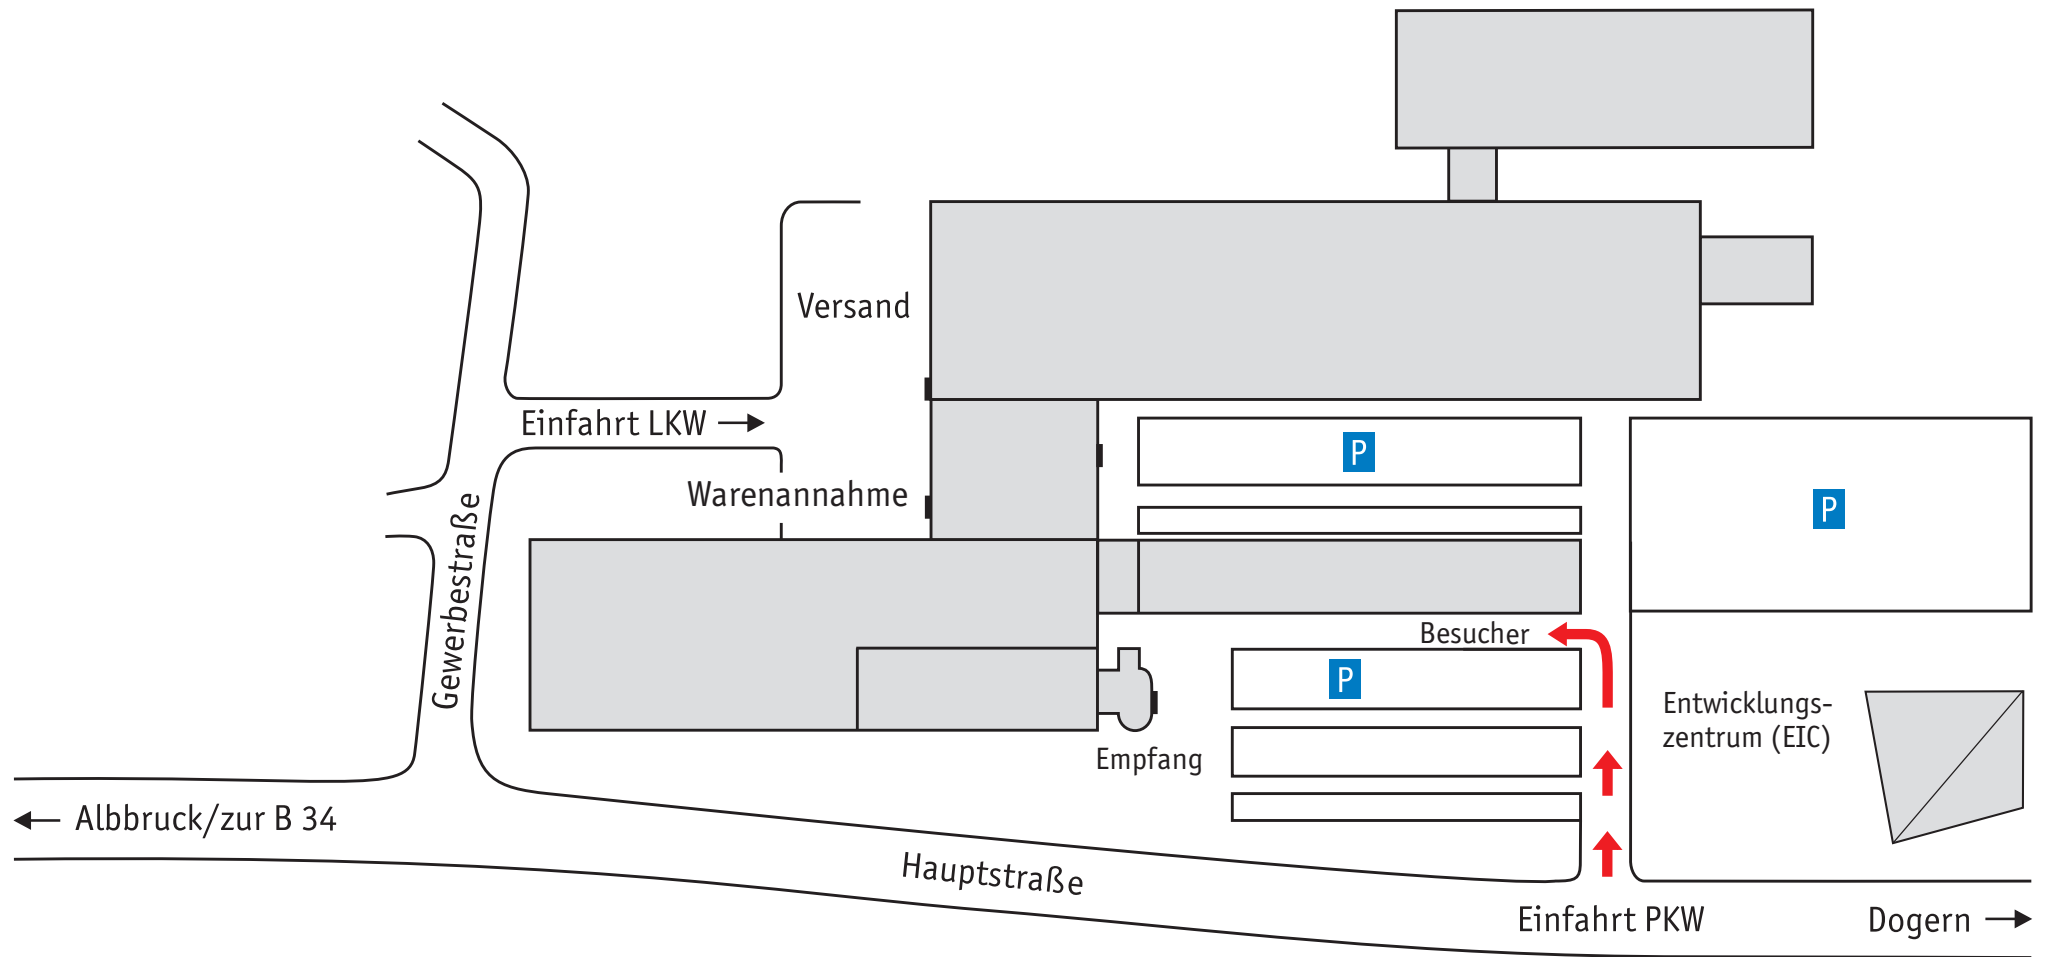 Versand
Einfahrt LKW
P
Warenannahme
P
Gewerbestraße
Besucher
P
Entwicklungs-
zentrum (EIC)
Empfang
Albbruck/zur B 34
Hauptstraße
Einfahrt PKW
Dogern